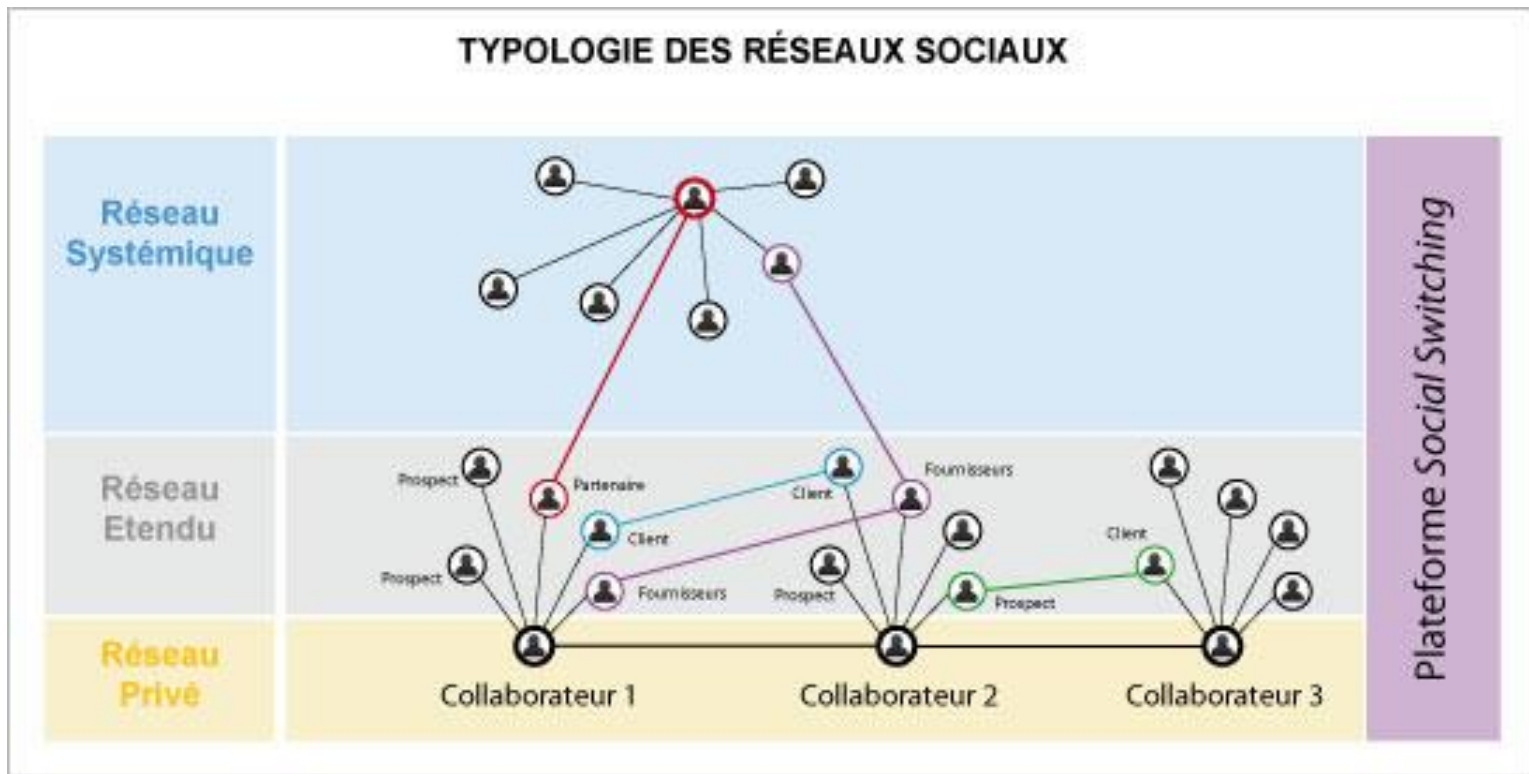 TYPOLOGIE DES RÉSEAUX SOCIAUX
Réseau
Systémique
Plateforme Social Switching
Réseau
Etendu
Prospect
Partenaire
Client
Prospect
Fournisseurs
Client
Fournisseurs
Prospect
Client
Prospect
Réseau
Privé
Collaborateur 1
Collaborateur 2
Collaborateur 3